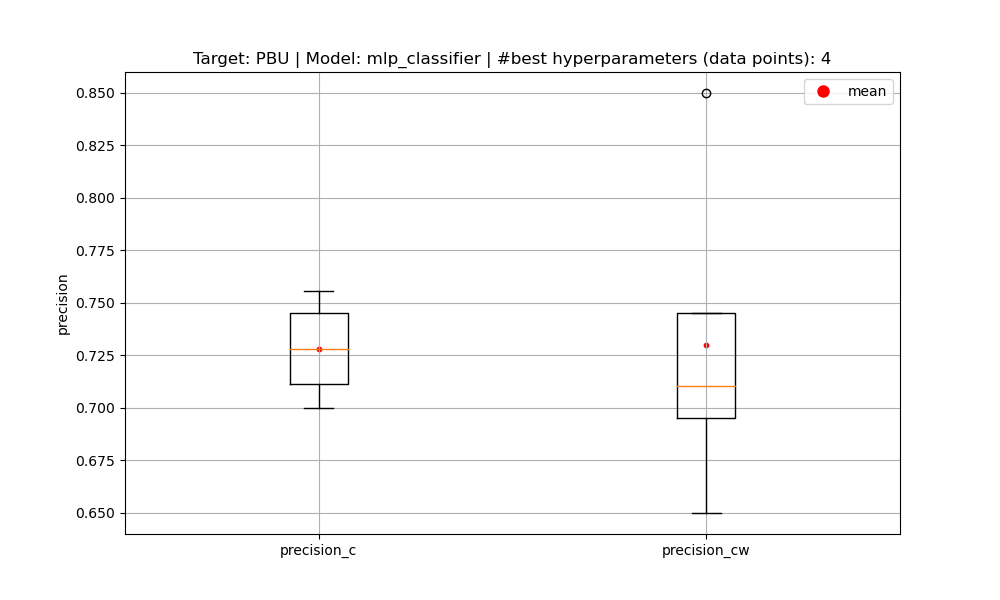 Target: PBU | Model: mlp_classifier | #best hyperparameters (data points): 4
mean
precision
0.850
0.825
0.800
0.775
0.750
0.725
0.700
0.675
0.650
precision_c
precision_cw